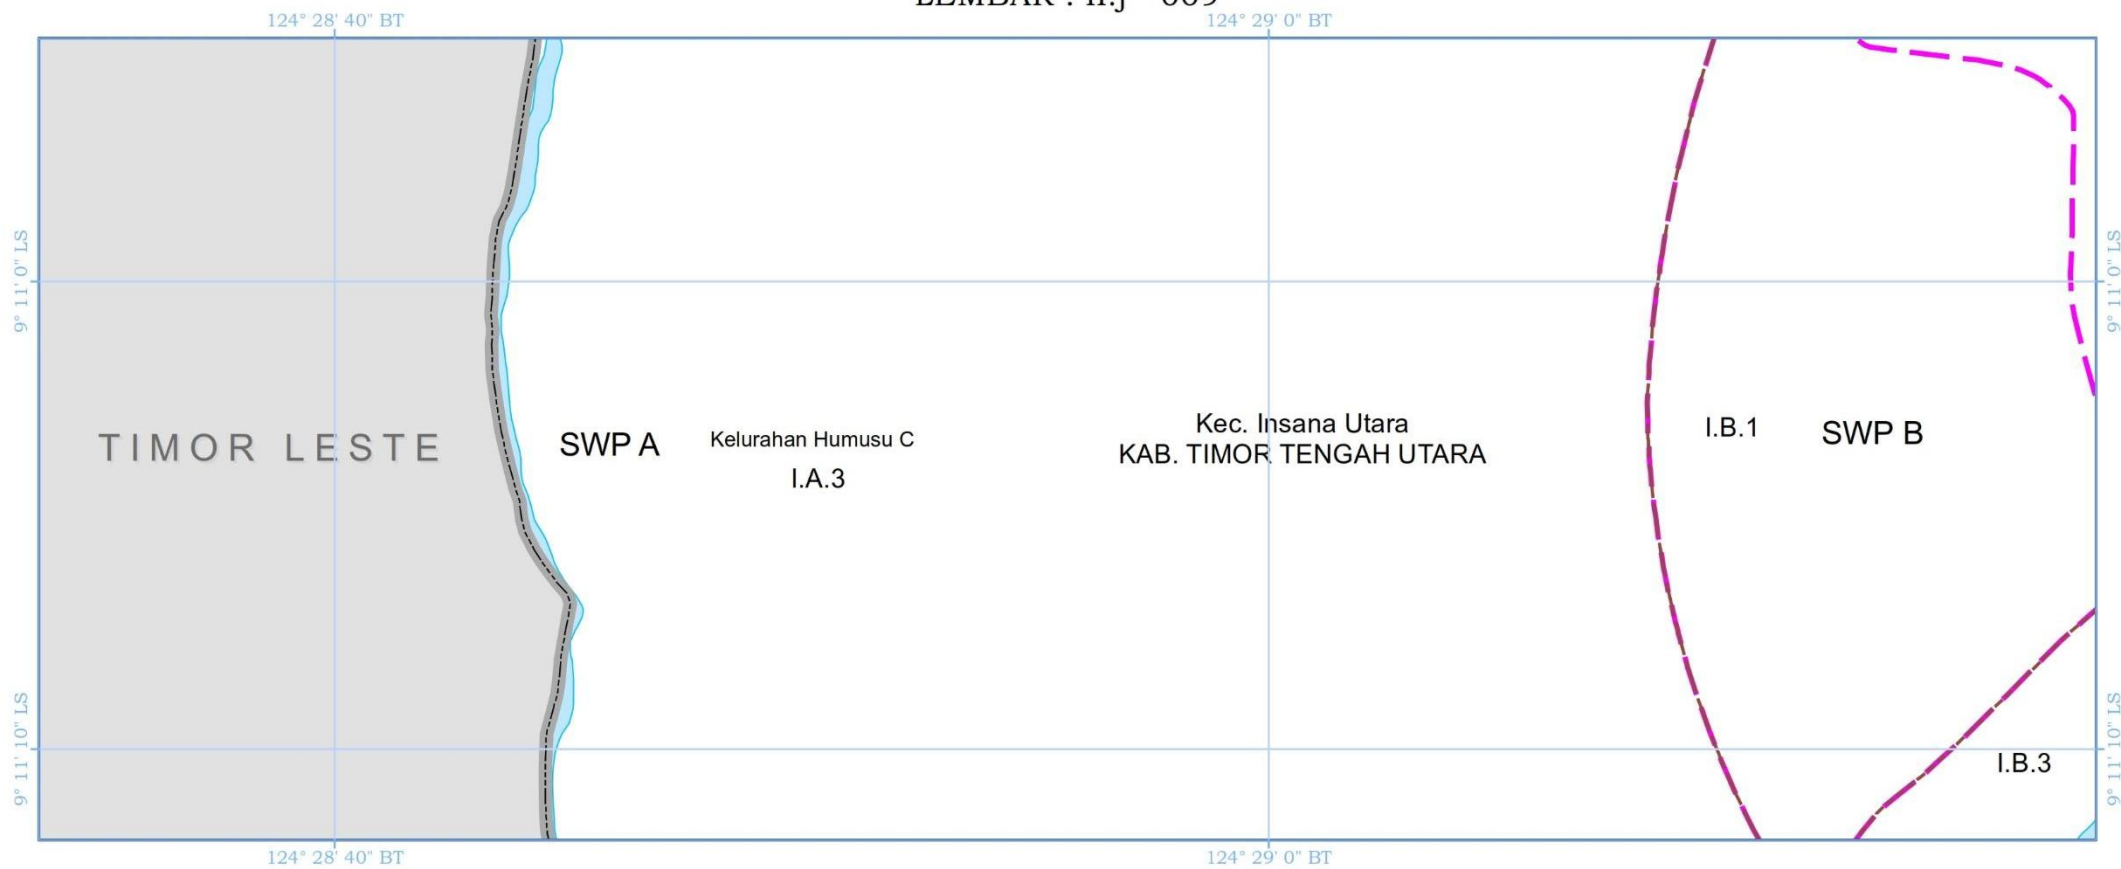 124° 28' 40" BT
124° 29' 0" BT
9° 11' 0" LS
9° 11' 0" LS
TIMOR LESTE
SWP A
Kelurahan Humusu C
I.A.3
Kec. Insana Utara
KAB. TIMOR TENGAH UTARA
I.B.1
SWP B
9° 11' 10" LS
9° 11' 10" LS
I.B.3
124° 28' 40" BT
124° 29' 0" BT